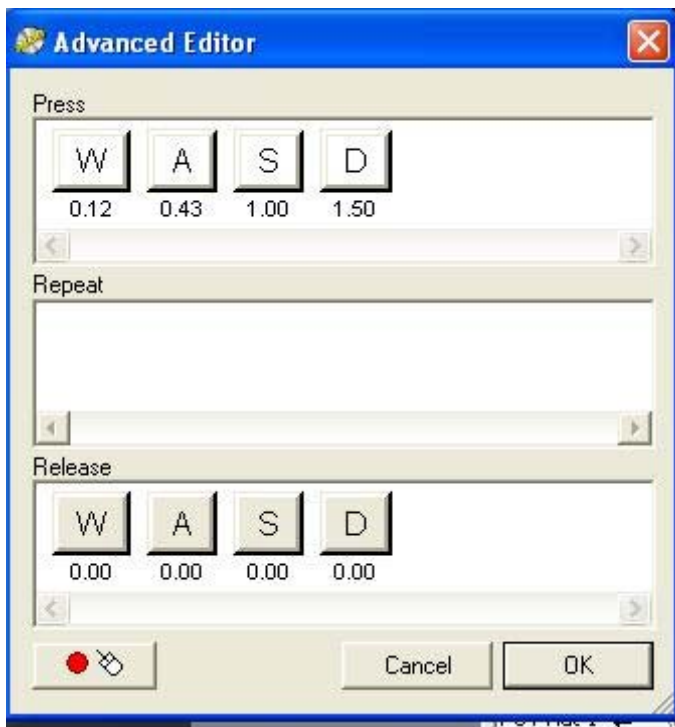 Advanced Editor
Press
W A S D
0.12 0.43 1.00 1.50
Repeat
Release
W A S D
0.00 0.00 0.00 0.00
Cancel OK